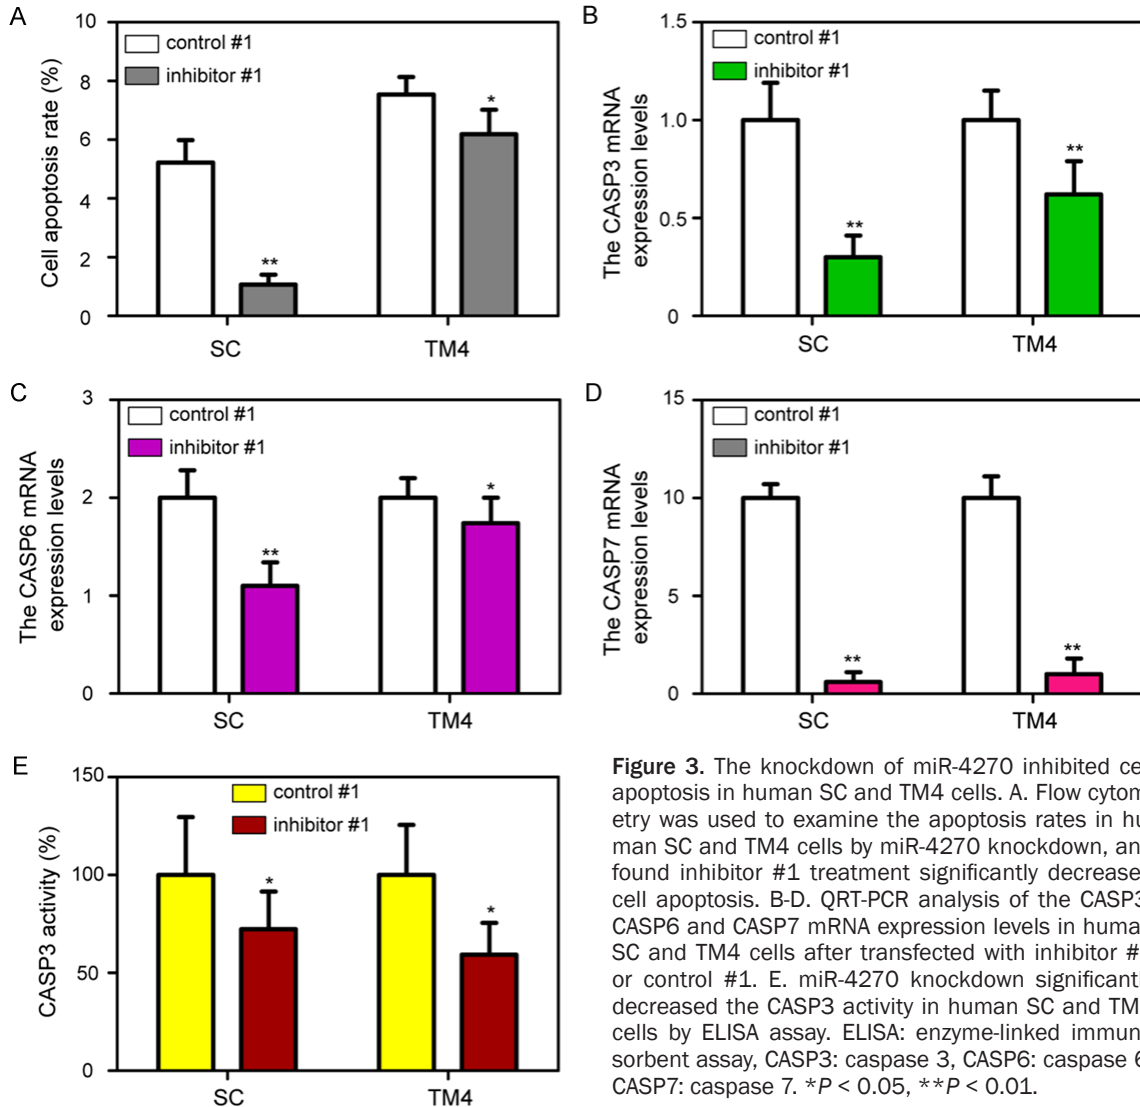 A
Cell apoptosis rate (%)
10
8
6
4
2
0
control #1
inhibitor #1
**
*
SC
TM4
B
The CASP3 mRNA
expression levels
1.5
1.0
0.5
0
control #1
inhibitor #1
**
**
SC
TM4
C
The CASP6 mRNA
expression levels
3
2
1
0
control #1
inhibitor #1
**
*
SC
TM4
D
The CASP7 mRNA
expression levels
15
10
5
0
control #1
inhibitor #1
**
**
SC
TM4
E
CASP3 activity (%)
150
100
50
0
control #1
inhibitor #1
*
*
SC
TM4
Figure 3. The knockdown of miR-4270 inhibited ce
apoptosis in human SC and TM4 cells. A. Flow cytom
etry was used to examine the apoptosis rates in hu
man SC and TM4 cells by miR-4270 knockdown, an
found inhibitor #1 treatment significantly decrease
cell apoptosis. B-D. QRT-PCR analysis of the CASP3
CASP6 and CASP7 mRNA expression levels in human
SC and TM4 cells after transfected with inhibitor #
or control #1. E. miR-4270 knockdown significant
decreased the CASP3 activity in human SC and TM
cells by ELISA assay. ELISA: enzyme-linked immun
sorbent assay, CASP3: caspase 3, CASP6: caspase 6
CASP7: caspase 7. *P < 0.05, **P < 0.01.